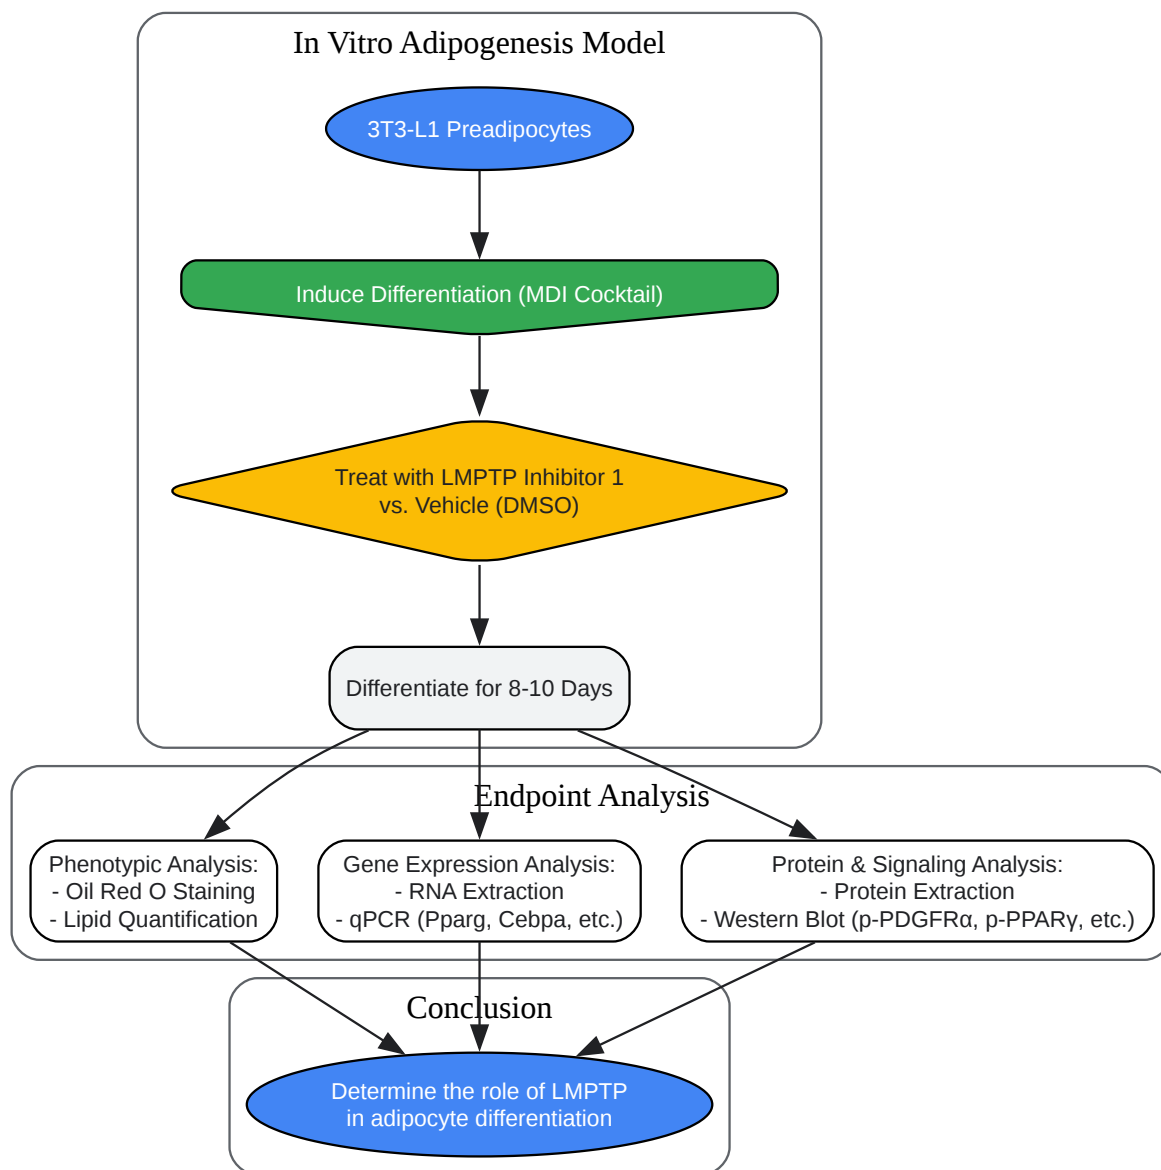 In Vitro Adipogenesis Model
3T3-L1 Preadipocytes
Induce Differentiation (MDI Cocktail)
Treat with LMPTP Inhibitor 1
vs. Vehicle (DMSO)
Differentiate for 8-10 Days
Endpoint Analysis
Phenotypic Analysis:
- Oil Red O Staining
- Lipid Quantification
Gene Expression Analysis:
- RNA Extraction
- qPCR (Pparg, Cebpa, etc.)
Protein & Signaling Analysis:
- Protein Extraction
- Western Blot (p-PDGFRα, p-PPARγ, etc.)
Conclusion
Determine the role of LMPTP
in adipocyte differentiation